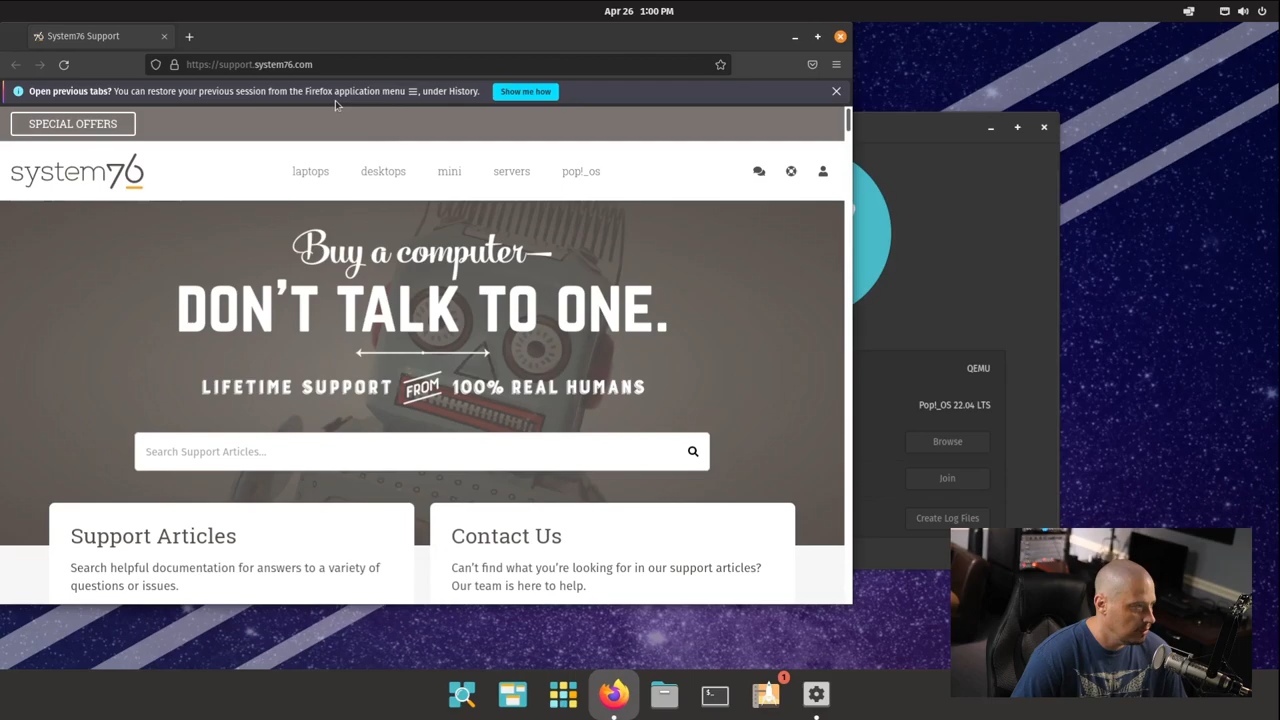 Apr 26 1:00 PM
System76 Support
https://support.system76.com
Open previous tabs? You can restore your previous session from the Firefox application menu ☰, under History.
Show me how
SPECIAL OFFERS
system76
laptops
desktops
mini
servers
pop!_os
Buy a computer—
DON'T TALK TO ONE.
LIFETIME SUPPORT FROM 100% REAL HUMANS
Search Support Articles...
Support Articles
Search helpful documentation for answers to a variety of
questions or issues.
Contact Us
Can't find what you're looking for in our support articles?
Our team is here to help.
QEMU
Pop!_OS 22.04 LTS
Browse
Join
Create Log Files
1